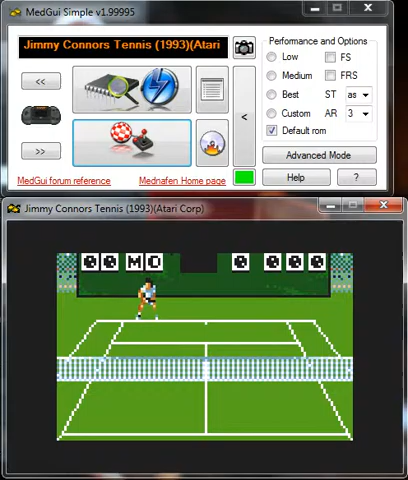 MedGui Simple v1.99995
Jimmy Connors Tennis (1993)(Atari
Performance and Options
Low FS
Medium FRS
Best ST as
Custom AR 3
Default rom
<<
<
>>
Advanced Mode
Help ?
MedGui forum reference Mednafen Home page
Jimmy Connors Tennis (1993)(Atari Corp)